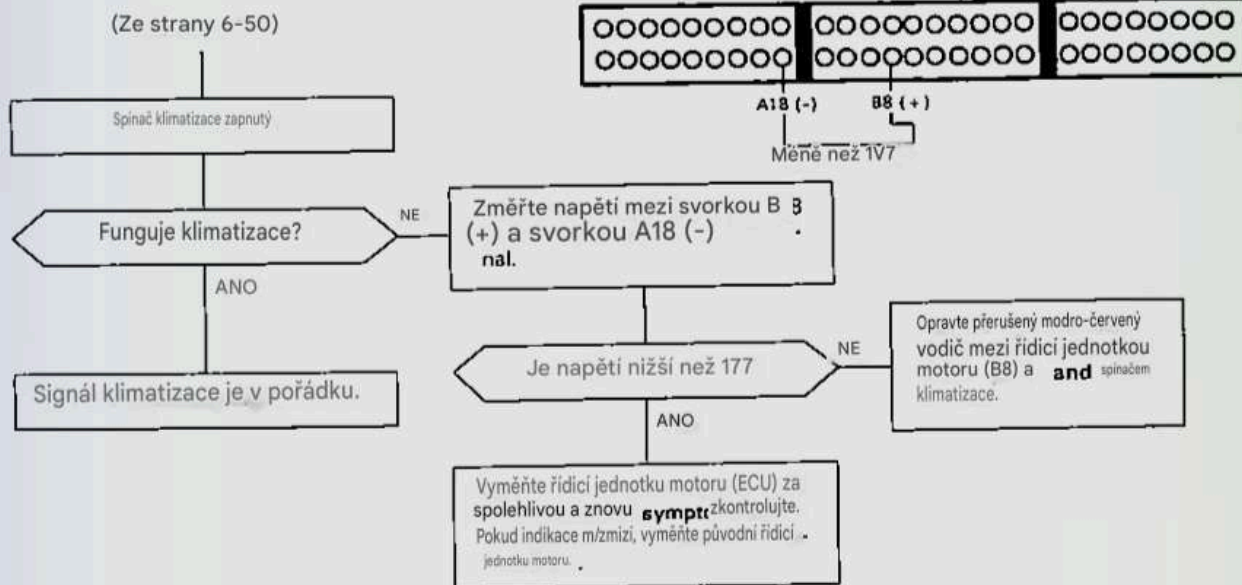 (Ze strany 6-50)
A18 (-)
B8 (+)
Méně než 1V7
Spínač klimatizace zapnutý
Funguje klimatizace?
NE
Změřte napětí mezi svorkou B B
(+) a svorkou A18 (-) .
nal.
ANO
Signál klimatizace je v pořádku.
Je napětí nižší než 177
NE
Opravte přerušený modro-červený
vodič mezi řídicí jednotkou
motoru (B8) a and spínačem
klimatizace.
ANO
Vyměňte řídicí jednotku motoru (ECU) za
spolehlivou a znovu sympt zkontrolujte.
Pokud indikace m/zmizí, vyměňte původní řídicí .
jednotku motoru. .